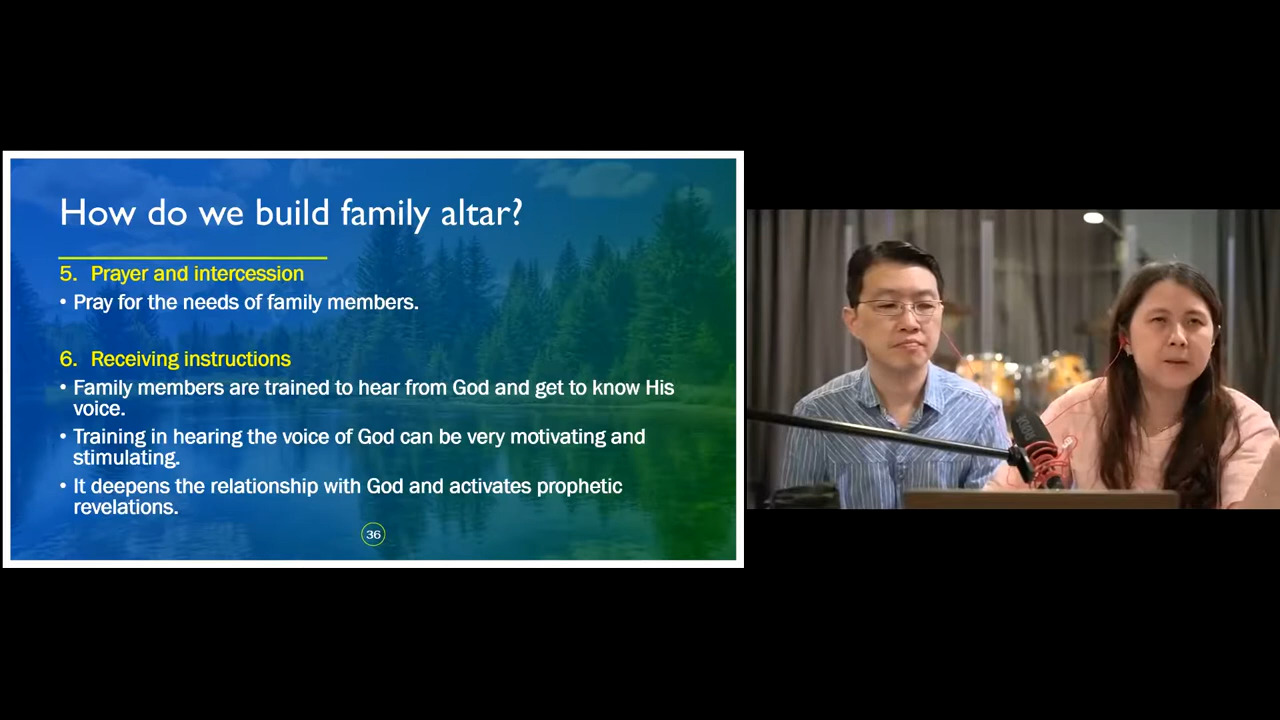 How do we build family altar?
5. Prayer and intercession
• Pray for the needs of family members.
6. Receiving instructions
• Family members are trained to hear from God and get to know His
voice.
• Training in hearing the voice of God can be very motivating and
stimulating.
• It deepens the relationship with God and activates prophetic
revelations.
36